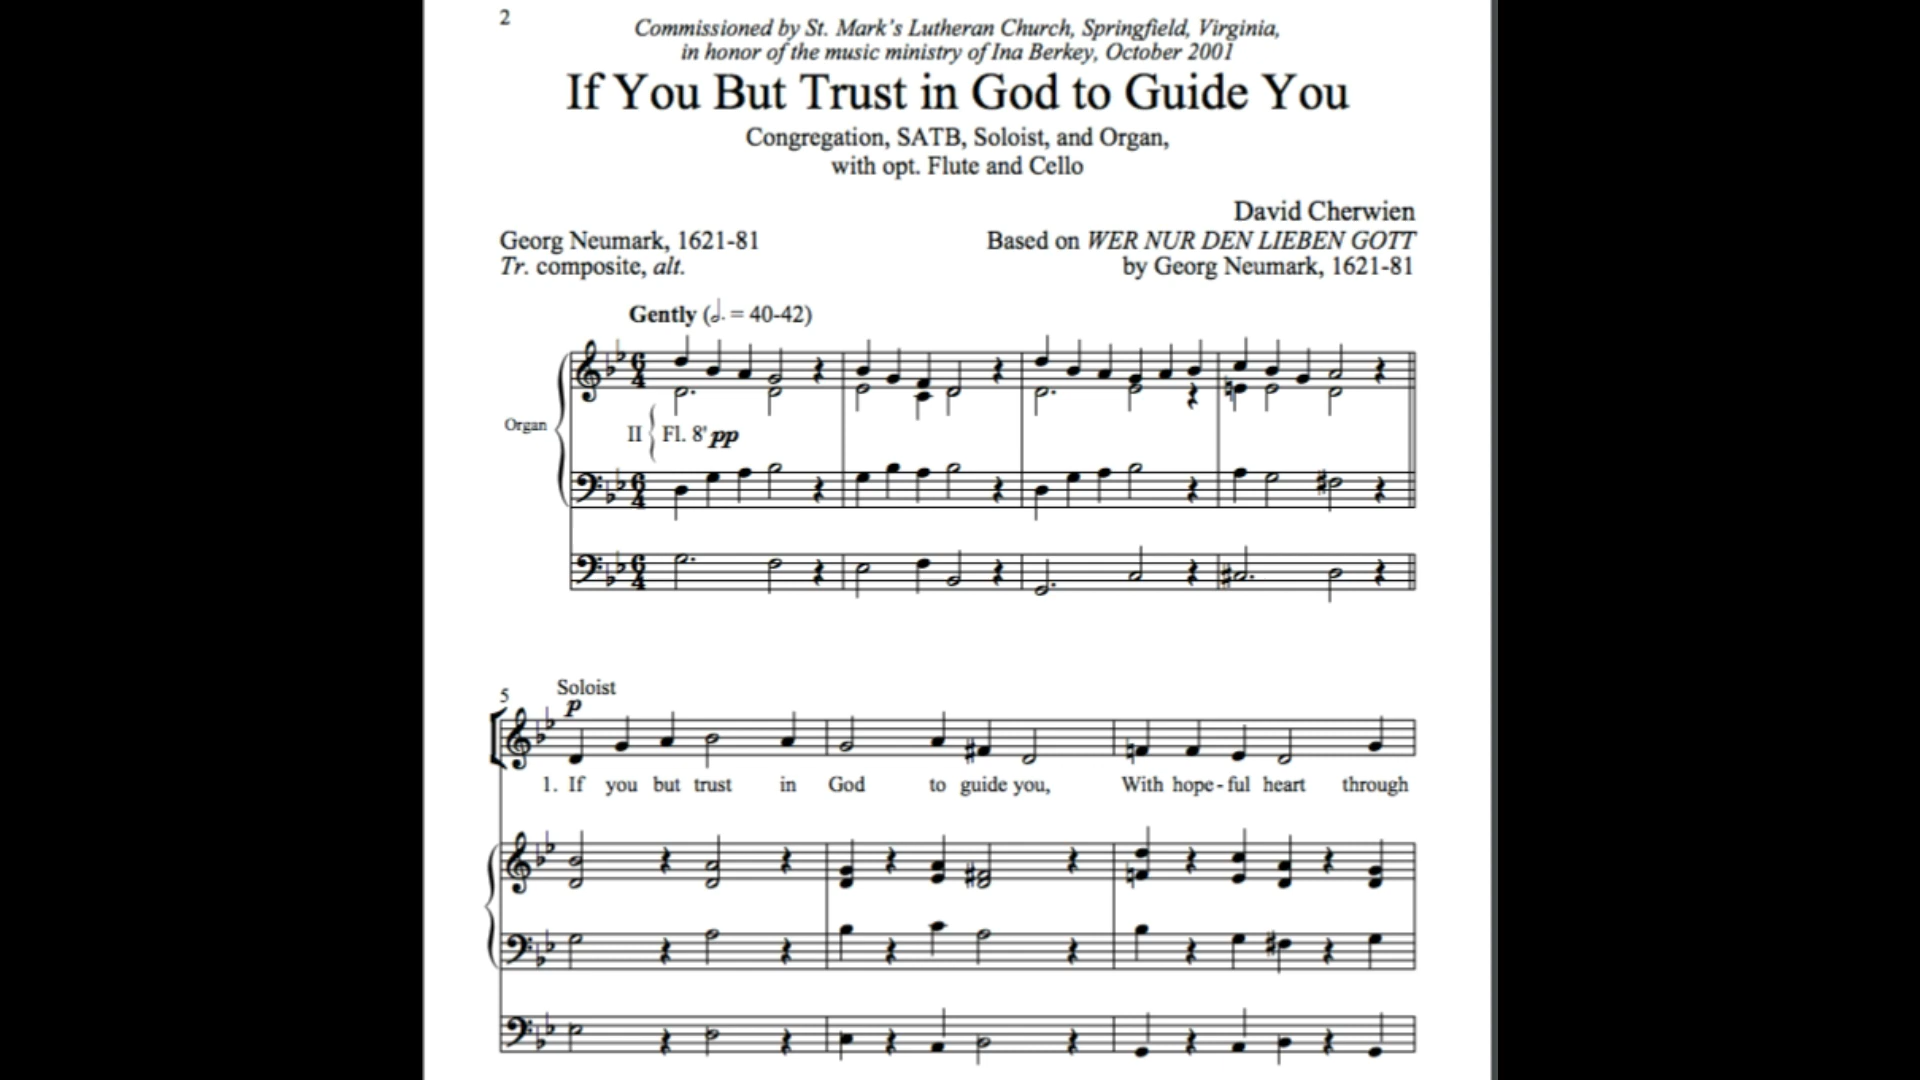 2
Commissioned by St. Mark's Lutheran Church, Springfield, Virginia,
in honor of the music ministry of Ina Berkey, October 2001
If You But Trust in God to Guide You
Congregation, SATB, Soloist, and Organ,
with opt. Flute and Cello
David Cherwien
Georg Neumark, 1621-81
Based on WER NUR DEN LIEBEN GOTT
Tr. composite, alt.
by Georg Neumark, 1621-81
Gently (𝅗𝅥. = 40-42)
Organ
II { Fl. 8' pp
5
Soloist
p
1. If you but trust in God to guide you, With hope - ful heart through